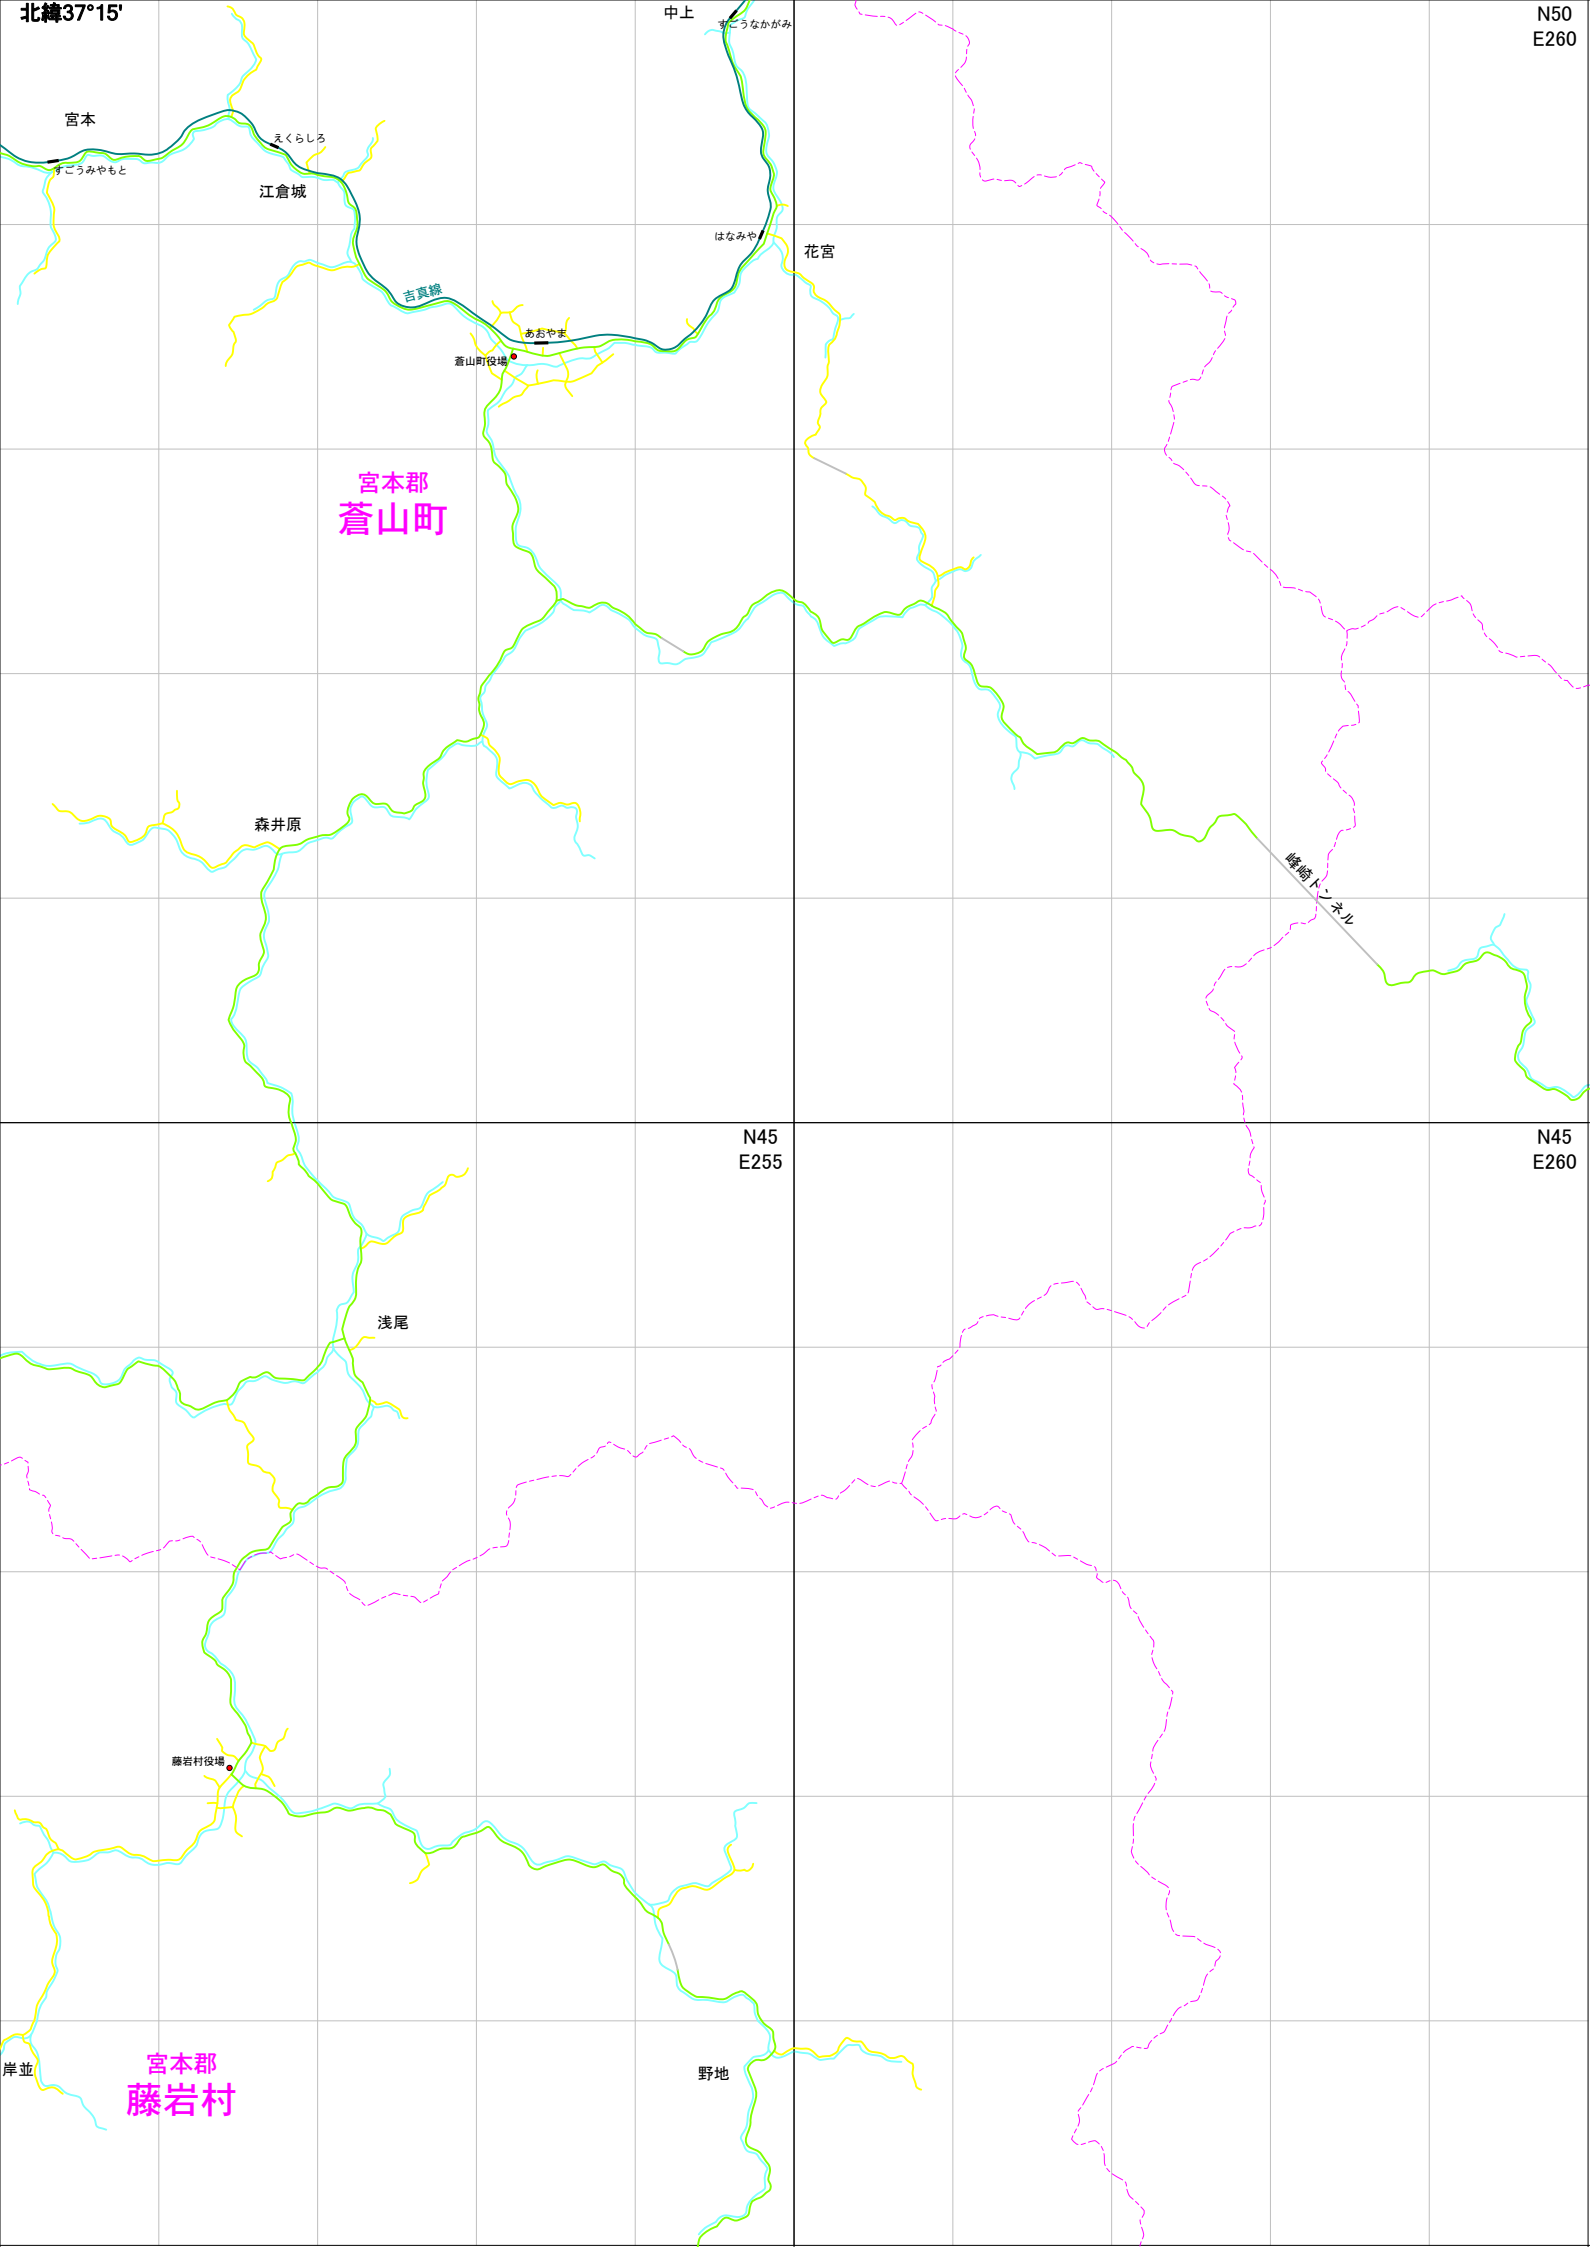 北緯37°15'
中上
すごうなかがみ
N50
E260
宮本
えくらしろ
すごうみやもと
江倉城
はなみや
花宮
吉真線
あおやま
蒼山町役場
宮本郡
蒼山町
森井原
峰崎トンネル
N45
E255
N45
E260
浅尾
藤岩村役場
岸並
宮本郡
藤岩村
野地